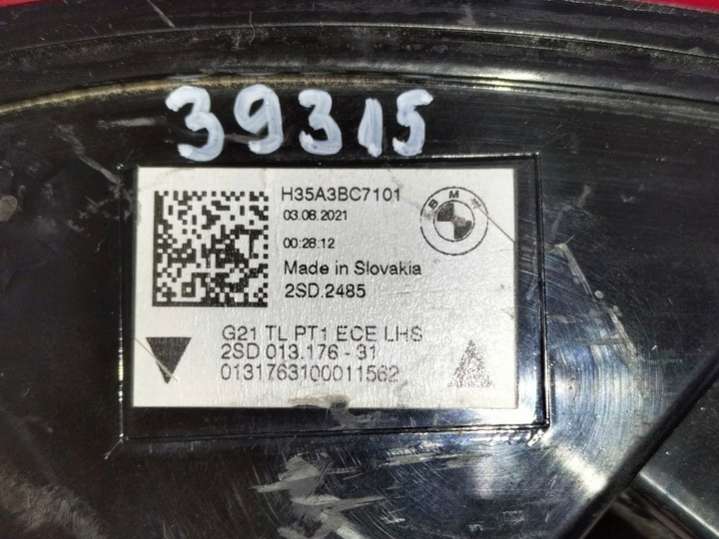 39315
H35A3BC7101
03.08.2021
BMW
00:28:12
Made in Slovakia
2SD.2485
G21 TL PT1 ECE LHS
2SD 013.176 - 31
0131763100011562